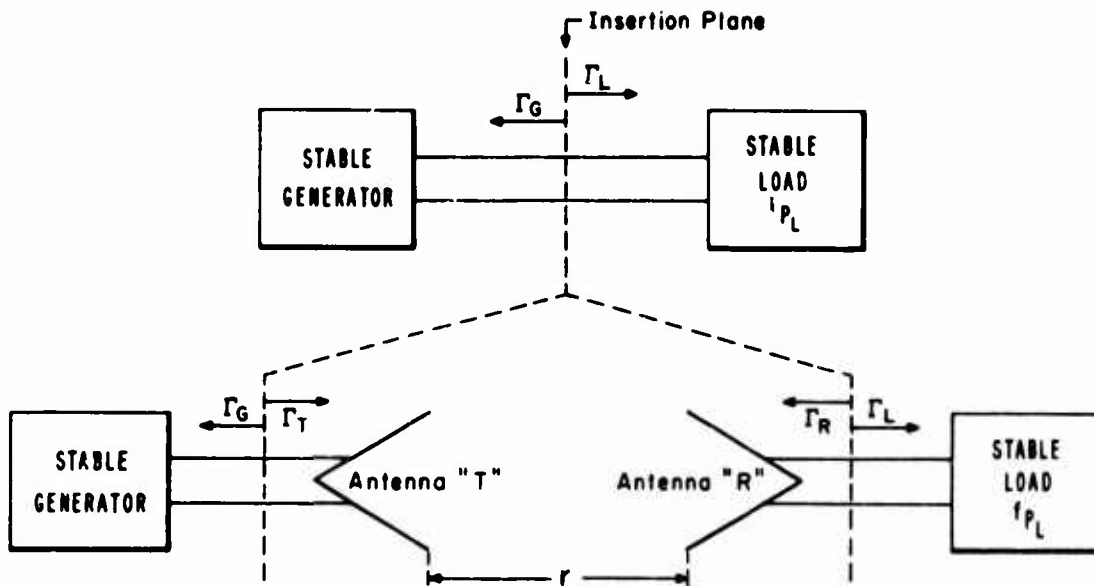 Insertion Plane
Γ_L
Γ_G
STABLE
GENERATOR
STABLE
LOAD
ⁱP_L
Γ_G
Γ_T
Γ_R
Γ_L
STABLE
GENERATOR
Antenna "T"
Antenna "R"
STABLE
LOAD
ᶠP_L
r